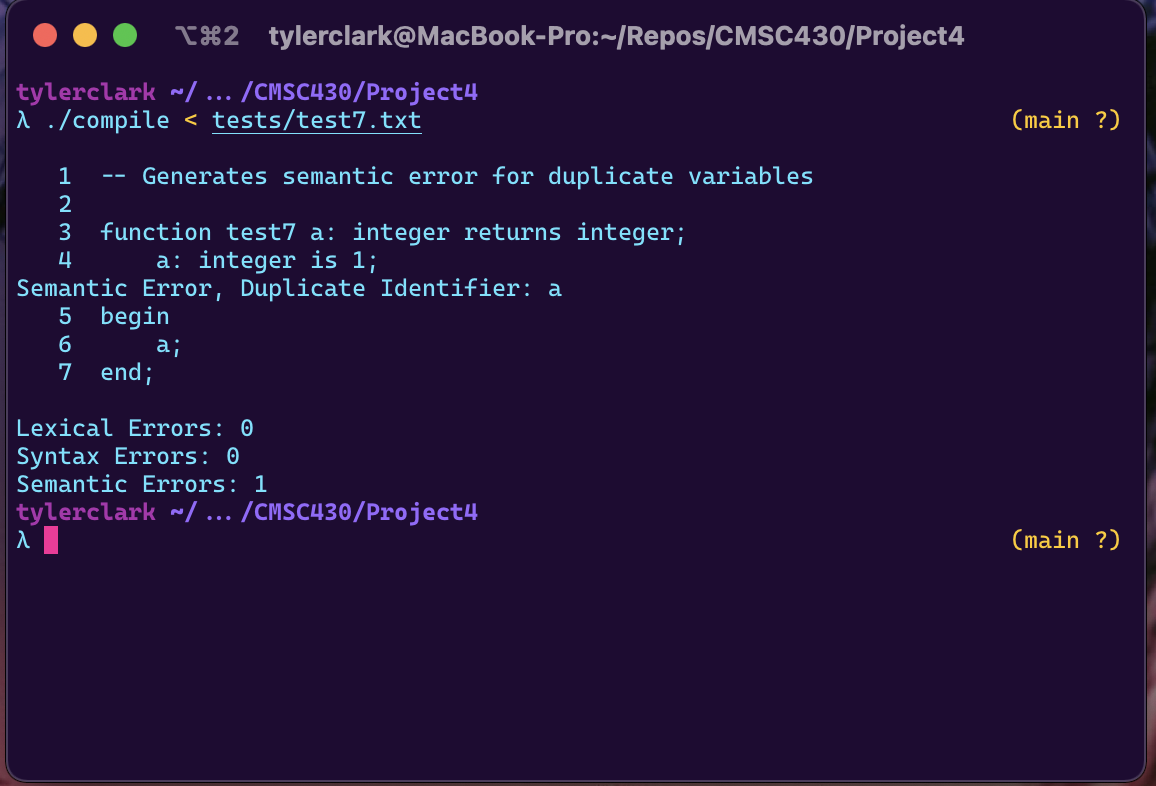 ⌥⌘2 tylerclark@MacBook-Pro:~/Repos/CMSC430/Project4
tylerclark ~/ … /CMSC430/Project4
λ ./compile < tests/test7.txt (main ?)
1 -- Generates semantic error for duplicate variables
2
3 function test7 a: integer returns integer;
4     a: integer is 1;
Semantic Error, Duplicate Identifier: a
5 begin
6     a;
7 end;
Lexical Errors: 0
Syntax Errors: 0
Semantic Errors: 1
tylerclark ~/ … /CMSC430/Project4
λ (main ?)